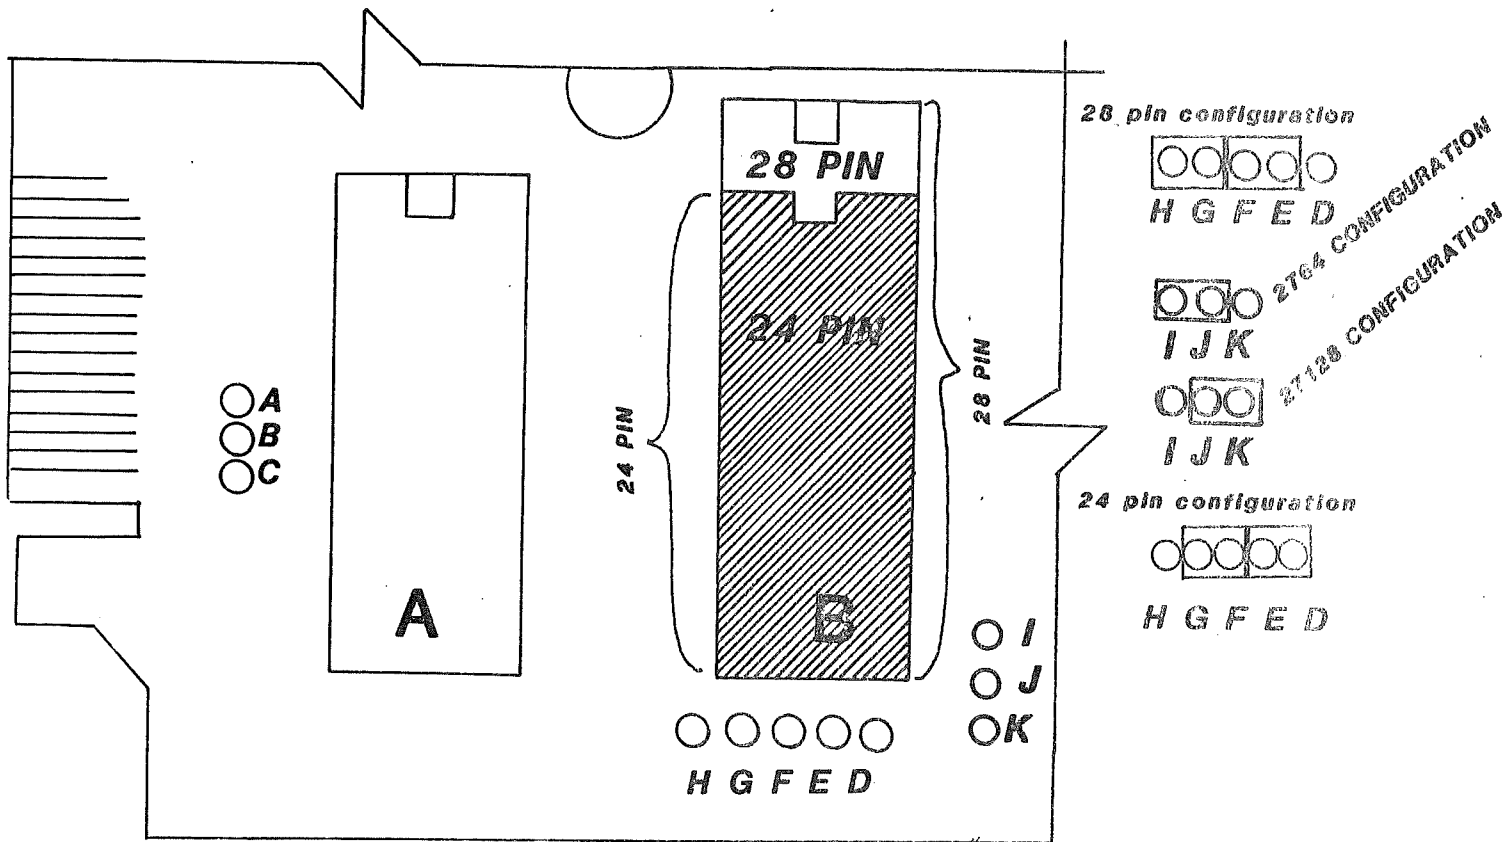 28 PIN
24 PIN
B
24 PIN
28 PIN
A
A
B
C
H G F E D
I
J
K
28 pin configuration
H G F E D
2764 CONFIGURATION
I J K
27128 CONFIGURATION
I J K
24 pin configuration
H G F E D